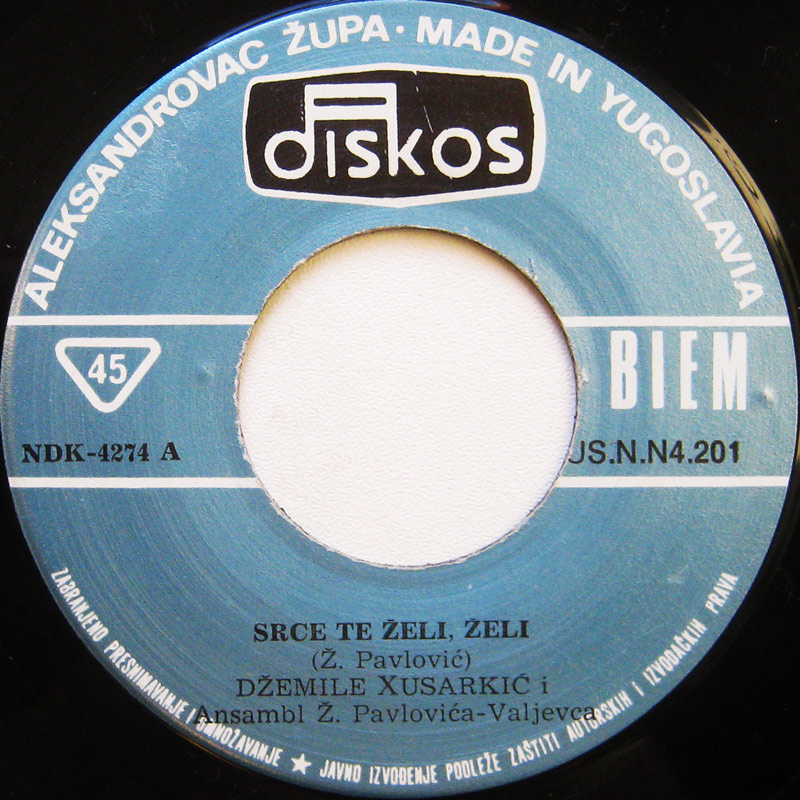 ALEKSANDROVAC ŽUPA · MADE IN YUGOSLAVIA
diskos
45
BIEM
NDK-4274 A
US.N.N4.201
SRCE TE ŽELI, ŽELI
(Ž. Pavlović)
DŽEMILE XUSARKIĆ i
Ansambl Ž. Pavlovića-Valjevca
ZABRANJENO PRESNIMAVANJE / UMNOŽAVANJE ★ JAVNO IZVOĐENJE PODLEŽE ZAŠTITI AUTORSKIH I IZVOĐAČKIH PRAVA